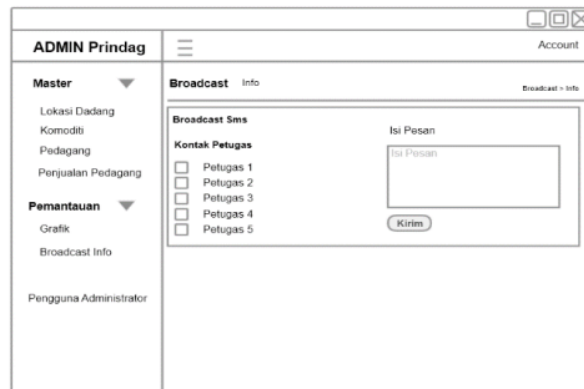 ADMIN Prindag
Account
Master
Lokasi Dadang
Komoditi
Pedagang
Penjualan Pedagang
Pemantauan
Grafik
Broadcast Info
Pengguna Administrator
Broadcast Info
Broadcast > Info
Broadcast Sms
Kontak Petugas
Petugas 1
Petugas 2
Petugas 3
Petugas 4
Petugas 5
Isi Pesan
Isi Pesan
Kirim